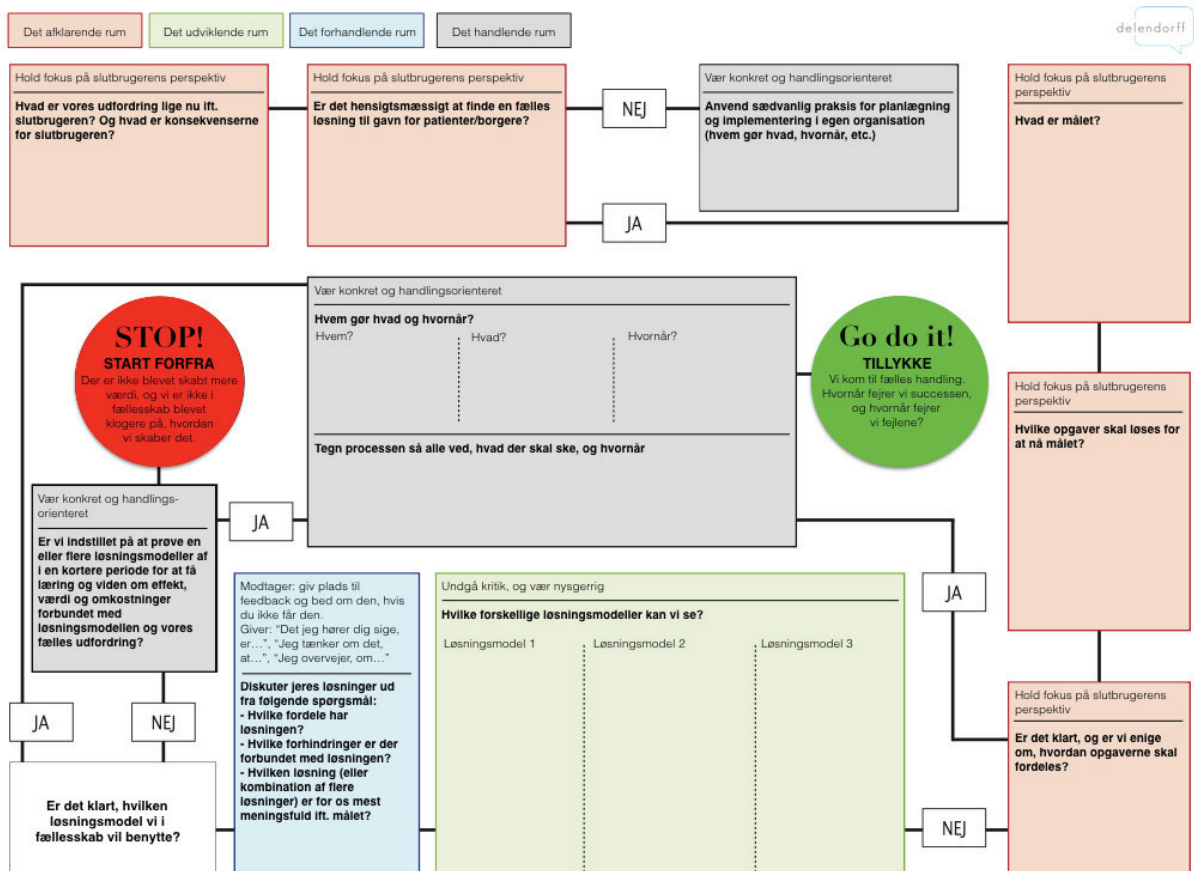 Det afklarende rum
Det udviklende rum
Det forhandlende rum
Det handlende rum
delendorff
Hold fokus på slutbrugerens perspektiv
Hvad er vores udfordring lige nu ift.
slutbrugeren? Og hvad er konsekvenserne
for slutbrugeren?
Hold fokus på slutbrugerens perspektiv
Er det hensigtsmæssigt at finde en fælles
løsning til gavn for patienter/borgere?
NEJ
JA
Vær konkret og handlingsorienteret
Anvend sædvanlig praksis for planlægning
og implementering i egen organisation
(hvem gør hvad, hvornår, etc.)
Hold fokus på slutbrugerens
perspektiv
Hvad er målet?
STOP!
START FORFRA
Der er ikke blevet skabt mere
værdi, og vi er ikke i
fællesskab blevet
klogere på, hvordan
vi skaber det.
Vær konkret og handlingsorienteret
Hvem gør hvad og hvornår?
Hvem?
Hvad?
Hvornår?
Tegn processen så alle ved, hvad der skal ske, og hvornår
Go do it!
TILLYKKE
Vi kom til fælles handling.
Hvornår fejrer vi successen,
og hvornår fejrer
vi fejlene?
Hold fokus på slutbrugerens
perspektiv
Hvilke opgaver skal løses for
at nå målet?
Vær konkret og handlings-
orienteret
Er vi indstillet på at prøve en
eller flere løsningsmodeller af
i en kortere periode for at få
læring og viden om effekt,
værdi og omkostninger
forbundet med
løsningsmodellen og vores
fælles udfordring?
JA
Modtager: giv plads til
feedback og bed om den, hvis
du ikke får den.
Giver: “Det jeg hører dig sige,
er…”, “Jeg tænker om det,
at…”, “Jeg overvejer, om…”
Diskuter jeres løsninger ud
fra følgende spørgsmål:
- Hvilke fordele har
løsningen?
- Hvilke forhindringer er der
forbundet med løsningen?
- Hvilken løsning (eller
kombination af flere
løsninger) er for os mest
meningsfuld ift. målet?
Undgå kritik, og vær nysgerrig
Hvilke forskellige løsningsmodeller kan vi se?
Løsningsmodel 1
Løsningsmodel 2
Løsningsmodel 3
JA
Hold fokus på slutbrugerens
perspektiv
Er det klart, og er vi enige
om, hvordan opgaverne skal
fordeles?
JA
NEJ
Er det klart, hvilken
løsningsmodel vi i
fællesskab vil benytte?
NEJ